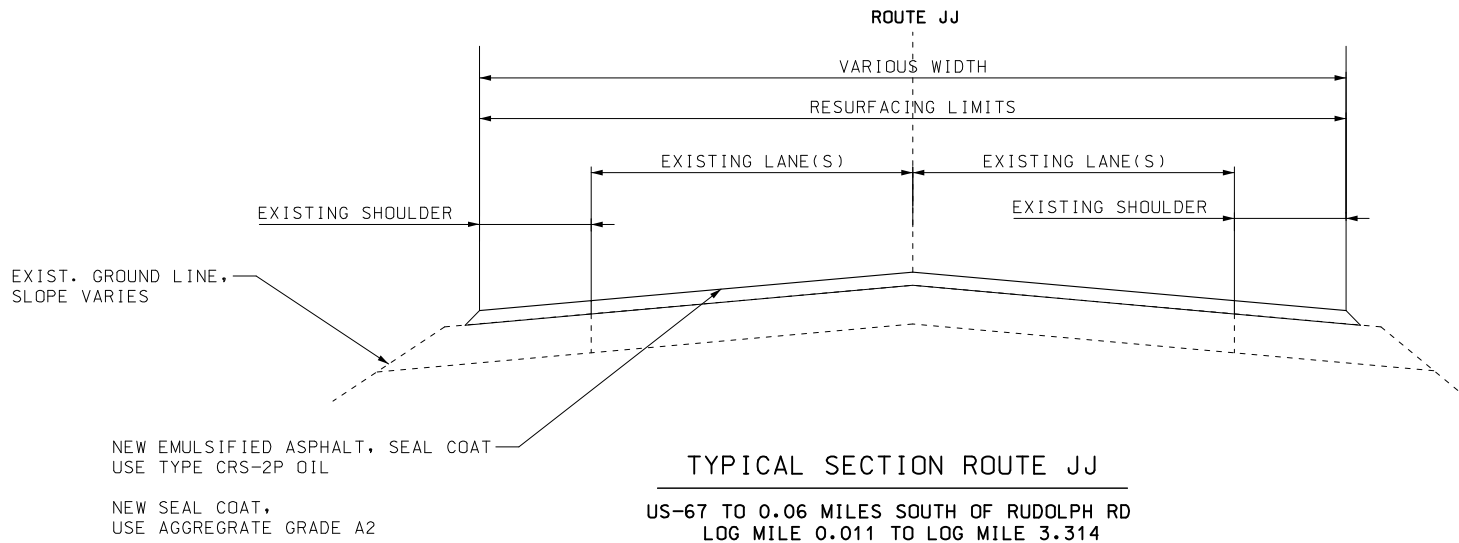 ROUTE JJ
VARIOUS WIDTH
RESURFACING LIMITS
EXISTING LANE(S)
EXISTING LANE(S)
EXISTING SHOULDER
EXISTING SHOULDER
EXIST. GROUND LINE,
SLOPE VARIES
NEW EMULSIFIED ASPHALT, SEAL COAT
USE TYPE CRS-2P OIL
NEW SEAL COAT,
USE AGGREGRATE GRADE A2
TYPICAL SECTION ROUTE JJ
US-67 TO 0.06 MILES SOUTH OF RUDOLPH RD
LOG MILE 0.011 TO LOG MILE 3.314